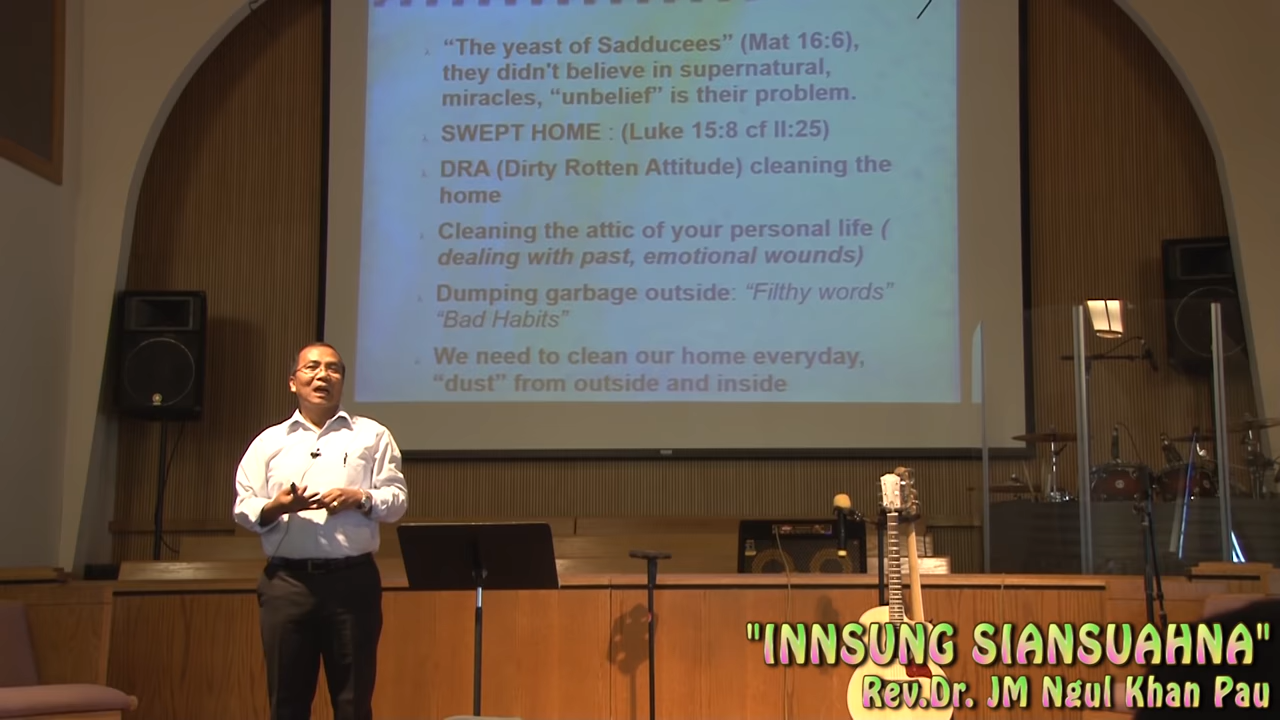 “The yeast of Sadducees” (Mat 16:6),
they didn't believe in supernatural,
miracles, “unbelief” is their problem.
SWEPT HOME : (Luke 15:8 cf II:25)
DRA (Dirty Rotten Attitude) cleaning the
home
Cleaning the attic of your personal life (
dealing with past, emotional wounds)
Dumping garbage outside: “Filthy words”
“Bad Habits”
We need to clean our home everyday,
“dust” from outside and inside
"INNSUNG SIANSUAHNA"
Rev.Dr. JM Ngul Khan Pau